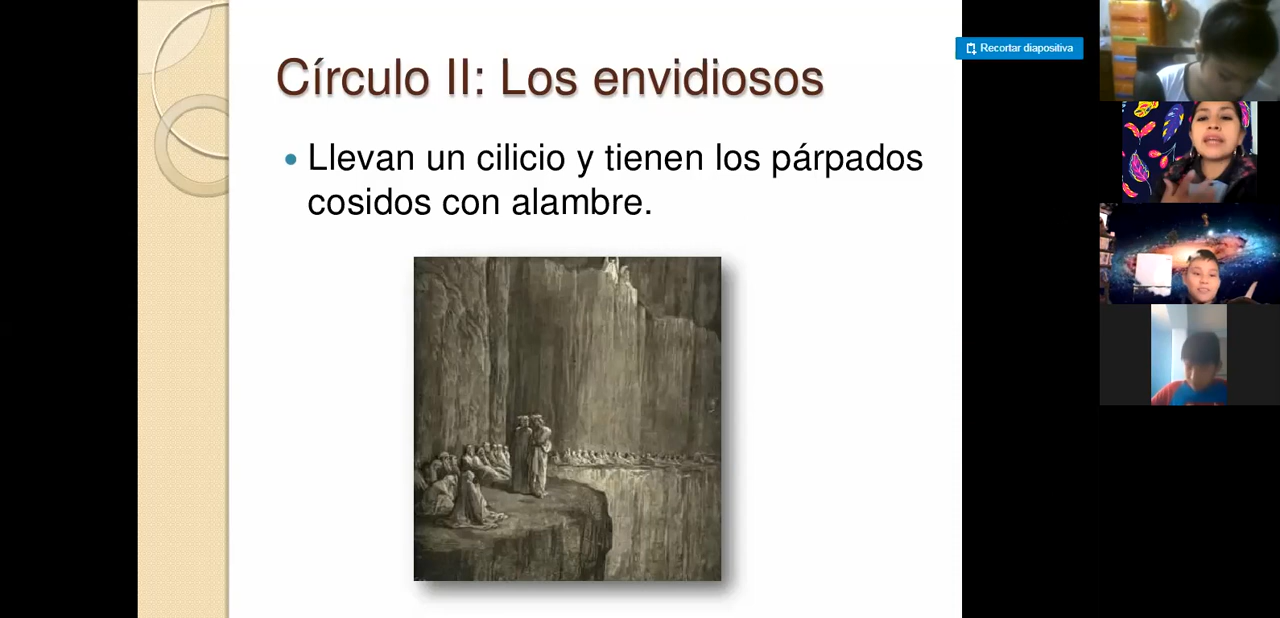 Círculo II: Los envidiosos
Recortar diapositiva
• Llevan un cilicio y tienen los párpados
cosidos con alambre.